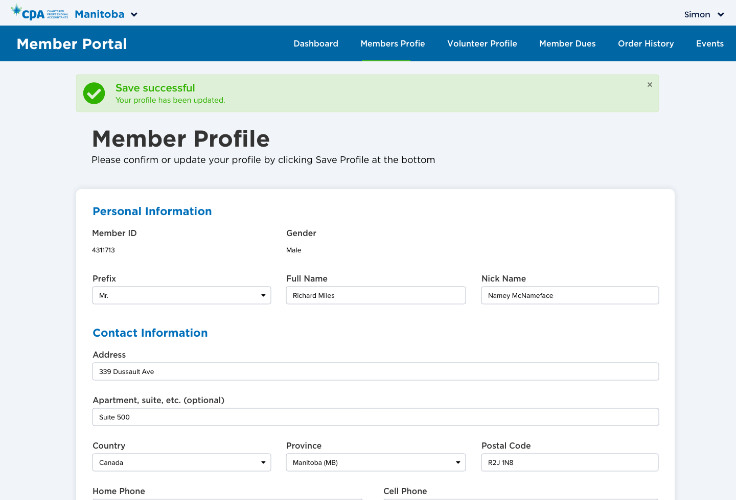 CPA CHARTERED PROFESSIONAL ACCOUNTANTS Manitoba Simon
Member Portal Dashboard Members Profie Volunteer Profile Member Dues Order History Events
Save successful
Your profile has been updated.
Member Profile
Please confirm or update your profile by clicking Save Profile at the bottom
Personal Information
Member ID Gender
4311713 Male
Prefix Full Name Nick Name
Mr. Richard Miles Namey McNameface
Contact Information
Address
339 Dussault Ave
Apartment, suite, etc. (optional)
Suite 500
Country Province Postal Code
Canada Manitoba (MB) R2J 1N8
Home Phone Cell Phone